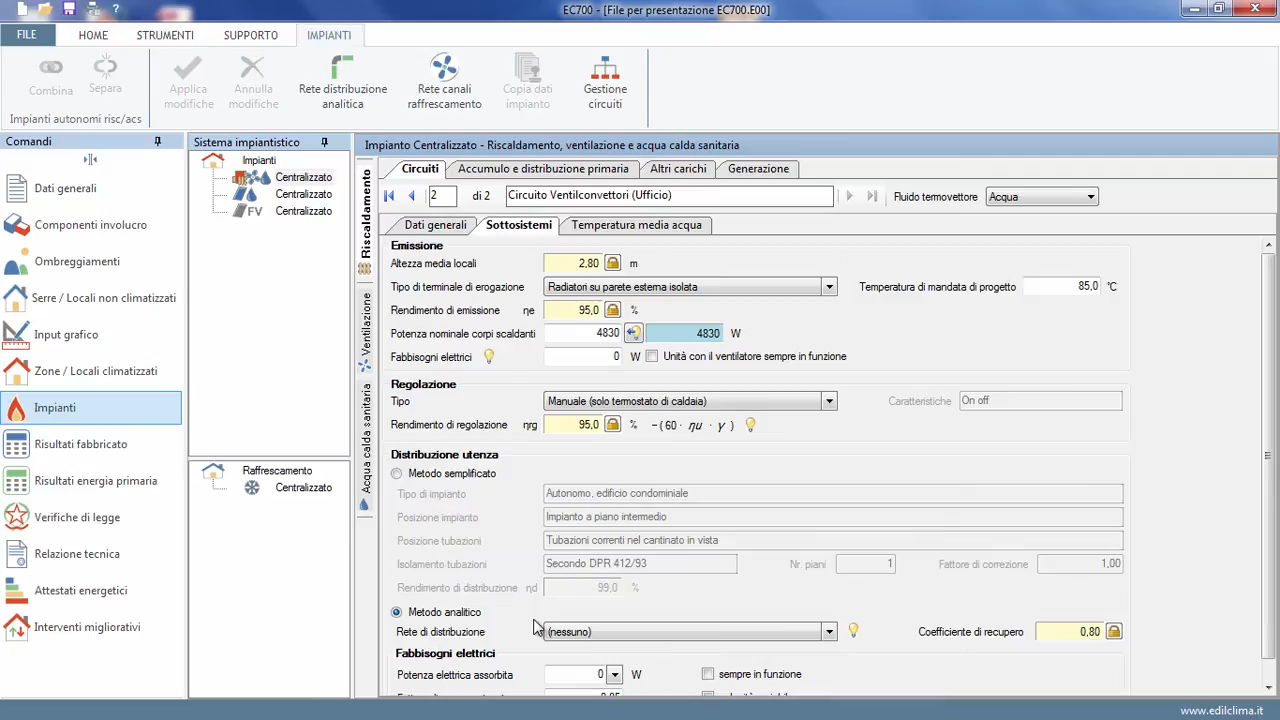 EC700 - [File per presentazione EC700.E00]
FILE HOME STRUMENTI SUPPORTO IMPIANTI
Combina Separa
Impianti autonomi risc/acs
Applica modifiche
Annulla modifiche
Rete distribuzione analitica
Rete canali raffrescamento
Copia dati impianto
Gestione circuiti
Comandi
Dati generali
Componenti involucro
Ombreggiamenti
Serre / Locali non climatizzati
Input grafico
Zone / Locali climatizzati
Impianti
Risultati fabbricato
Risultati energia primaria
Verifiche di legge
Relazione tecnica
Attestati energetici
Interventi migliorativi
Sistema impiantistico
Impianti
Centralizzato
Centralizzato
FV Centralizzato
Raffrescamento
Centralizzato
Impianto Centralizzato - Riscaldamento, ventilazione e acqua calda sanitaria
Riscaldamento
Ventilazione
Acqua calda sanitaria
Circuiti Accumulo e distribuzione primaria Altri carichi Generazione
2 di 2 Circuito Ventilconvettori (Ufficio) Fluido termovettore Acqua
Dati generali Sottosistemi Temperatura media acqua
Emissione
Altezza media locali 2,80 m
Tipo di terminale di erogazione Radiatori su parete esterna isolata Temperatura di mandata di progetto 85,0 °C
Rendimento di emissione ηe 95,0 %
Potenza nominale corpi scaldanti 4830 4830 W
Fabbisogni elettrici 0 W Unità con il ventilatore sempre in funzione
Regolazione
Tipo Manuale (solo termostato di caldaia) Caratteristiche On off
Rendimento di regolazione ηrg 95,0 % -( 60 · ηu · γ )
Distribuzione utenza
Metodo semplificato
Tipo di impianto Autonomo, edificio condominiale
Posizione impianto Impianto a piano intermedio
Posizione tubazioni Tubazioni correnti nel cantinato in vista
Isolamento tubazioni Secondo DPR 412/93 Nr. piani 1 Fattore di correzione 1,00
Rendimento di distribuzione ηd 99,0 %
Metodo analitico
Rete di distribuzione (nessuno) Coefficiente di recupero 0,80
Fabbisogni elettrici
Potenza elettrica assorbita 0 W sempre in funzione
www.edilclima.it